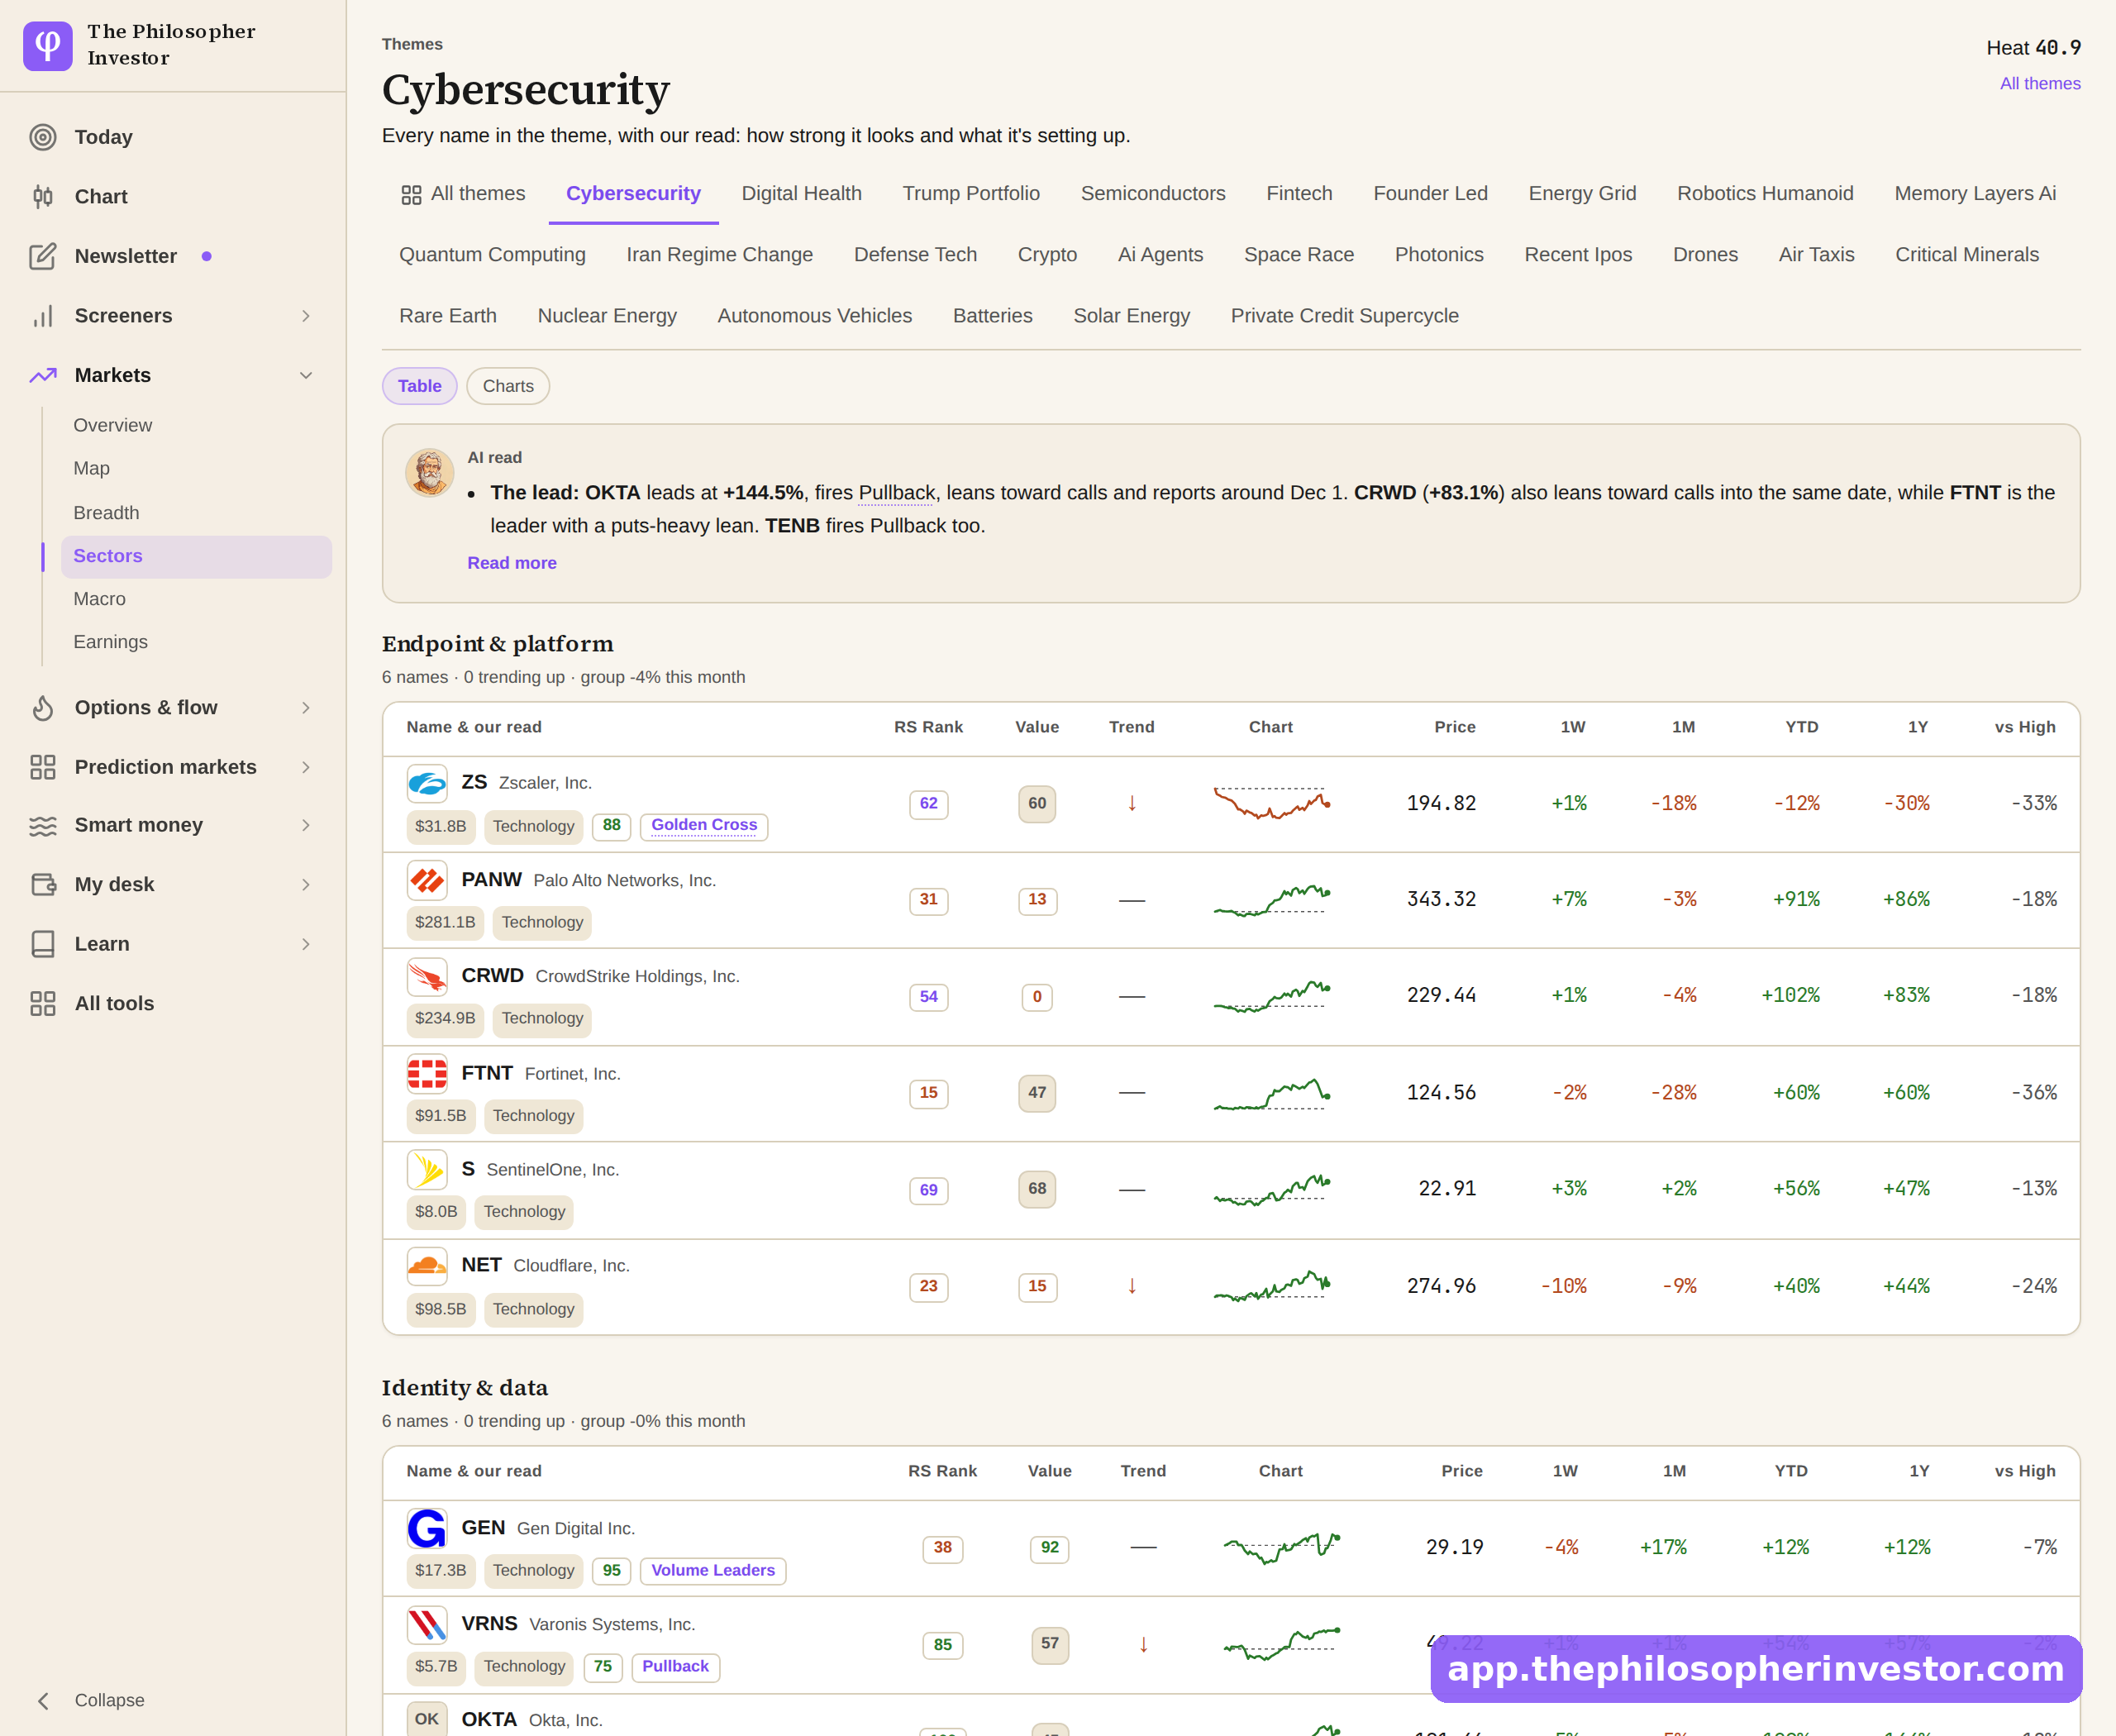 φ The Philosopher
Investor
Today
Chart
Newsletter
Screeners
Markets
Overview
Map
Breadth
Sectors
Macro
Earnings
Options & flow
Prediction markets
Smart money
My desk
Learn
All tools
Collapse
Themes
Heat 40.9
Cybersecurity
All themes
Every name in the theme, with our read: how strong it looks and what it's setting up.
All themes Cybersecurity Digital Health Trump Portfolio Semiconductors Fintech Founder Led Energy Grid Robotics Humanoid Memory Layers Ai
Quantum Computing Iran Regime Change Defense Tech Crypto Ai Agents Space Race Photonics Recent Ipos Drones Air Taxis Critical Minerals
Rare Earth Nuclear Energy Autonomous Vehicles Batteries Solar Energy Private Credit Supercycle
Table Charts
AI read
• The lead: OKTA leads at +144.5%, fires Pullback, leans toward calls and reports around Dec 1. CRWD (+83.1%) also leans toward calls into the same date, while FTNT is the
leader with a puts-heavy lean. TENB fires Pullback too.
Read more
Endpoint & platform
6 names · 0 trending up · group -4% this month
Name & our read RS Rank Value Trend Chart Price 1W 1M YTD 1Y vs High
ZS Zscaler, Inc.
62 60 ↓ 194.82 +1% -18% -12% -30% -33%
$31.8B Technology 88 Golden Cross
PANW Palo Alto Networks, Inc.
31 13 — 343.32 +7% -3% +91% +86% -18%
$281.1B Technology
CRWD CrowdStrike Holdings, Inc.
54 0 — 229.44 +1% -4% +102% +83% -18%
$234.9B Technology
FTNT Fortinet, Inc.
15 47 — 124.56 -2% -28% +60% +60% -36%
$91.5B Technology
S SentinelOne, Inc.
69 68 — 22.91 +3% +2% +56% +47% -13%
$8.0B Technology
NET Cloudflare, Inc.
23 15 ↓ 274.96 -10% -9% +40% +44% -24%
$98.5B Technology
Identity & data
6 names · 0 trending up · group -0% this month
Name & our read RS Rank Value Trend Chart Price 1W 1M YTD 1Y vs High
GEN Gen Digital Inc.
38 92 — 29.19 -4% +17% +12% +12% -7%
$17.3B Technology 95 Volume Leaders
VRNS Varonis Systems, Inc.
85 57 ↓ 49.22 +1% +1% +54% +57% -2%
$5.7B Technology 75 Pullback
app.thephilosopherinvestor.com
OK OKTA Okta, Inc.